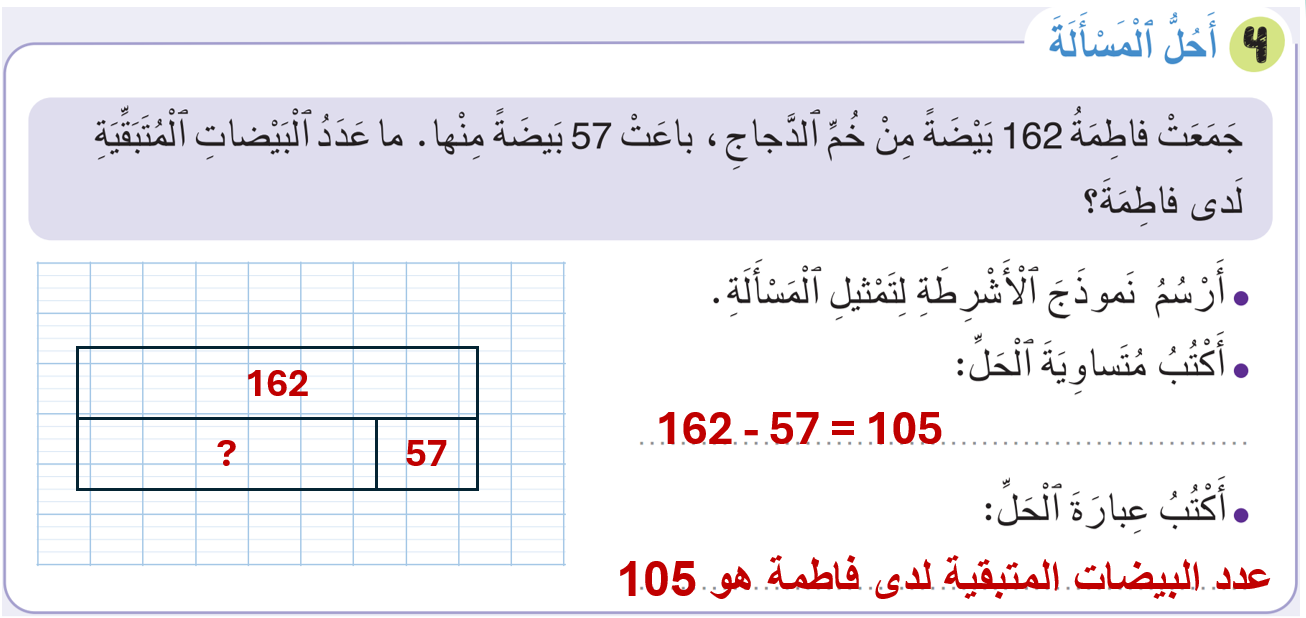 4 أَحُلُّ ٱلْمَسْأَلَةَ
جَمَعَتْ فاطِمَةُ 162 بَيْضَةً مِنْ خُمِّ ٱلدَّجاجِ، باعَتْ 57 بَيضَةً مِنْها. ما عَدَدُ ٱلْبَيْضاتِ ٱلْمُتَبَقِّيَةِ
لَدى فاطِمَةَ؟
• أَرْسُمُ نَموذَجَ ٱلْأَشْرِطَةِ لِتَمْثيلِ ٱلْمَسْأَلَةِ.
• أَكْتُبُ مُتَساوِيَةَ ٱلْحَلِّ:
162 - 57 = 105
• أَكْتُبُ عِبارَةَ ٱلْحَلِّ:
عدد البيضات المتبقية لدى فاطمة هو 105
162
? 57